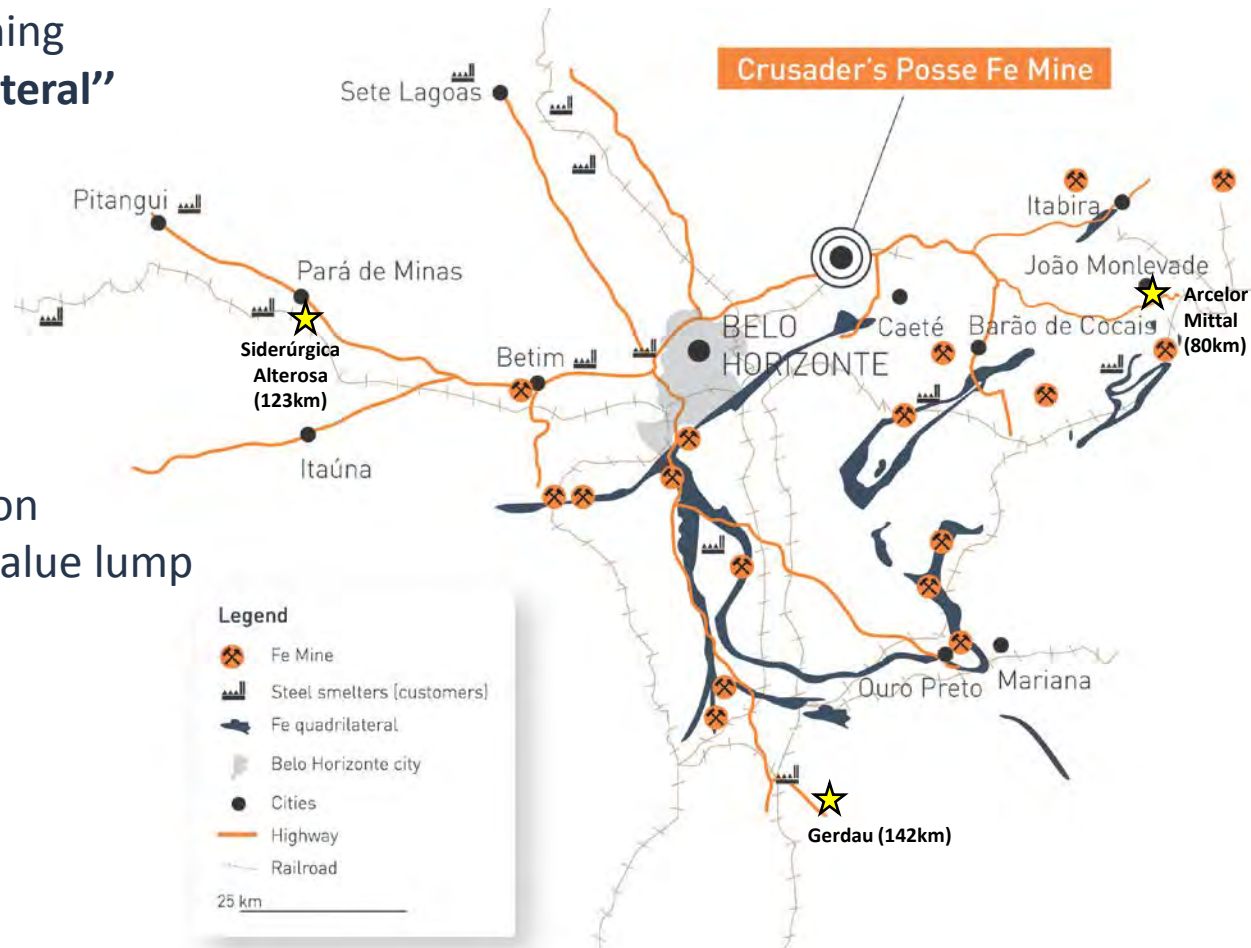 ning
teral”
Crusader's Posse Fe Mine
Sete Lagoas
Pitangui
Itabira
Pará de Minas
João Monlevade
Arcelor
Mittal
(80km)
BELO
HORIZONTE
Caeté
Barão de Cocais
Siderúrgica
Alterosa
(123km)
Betim
Itaúna
on
alue lump
Legend
Fe Mine
Steel smelters (customers)
Fe quadrilateral
Belo Horizonte city
Cities
Highway
Railroad
25 km
Ouro Preto
Mariana
Gerdau (142km)